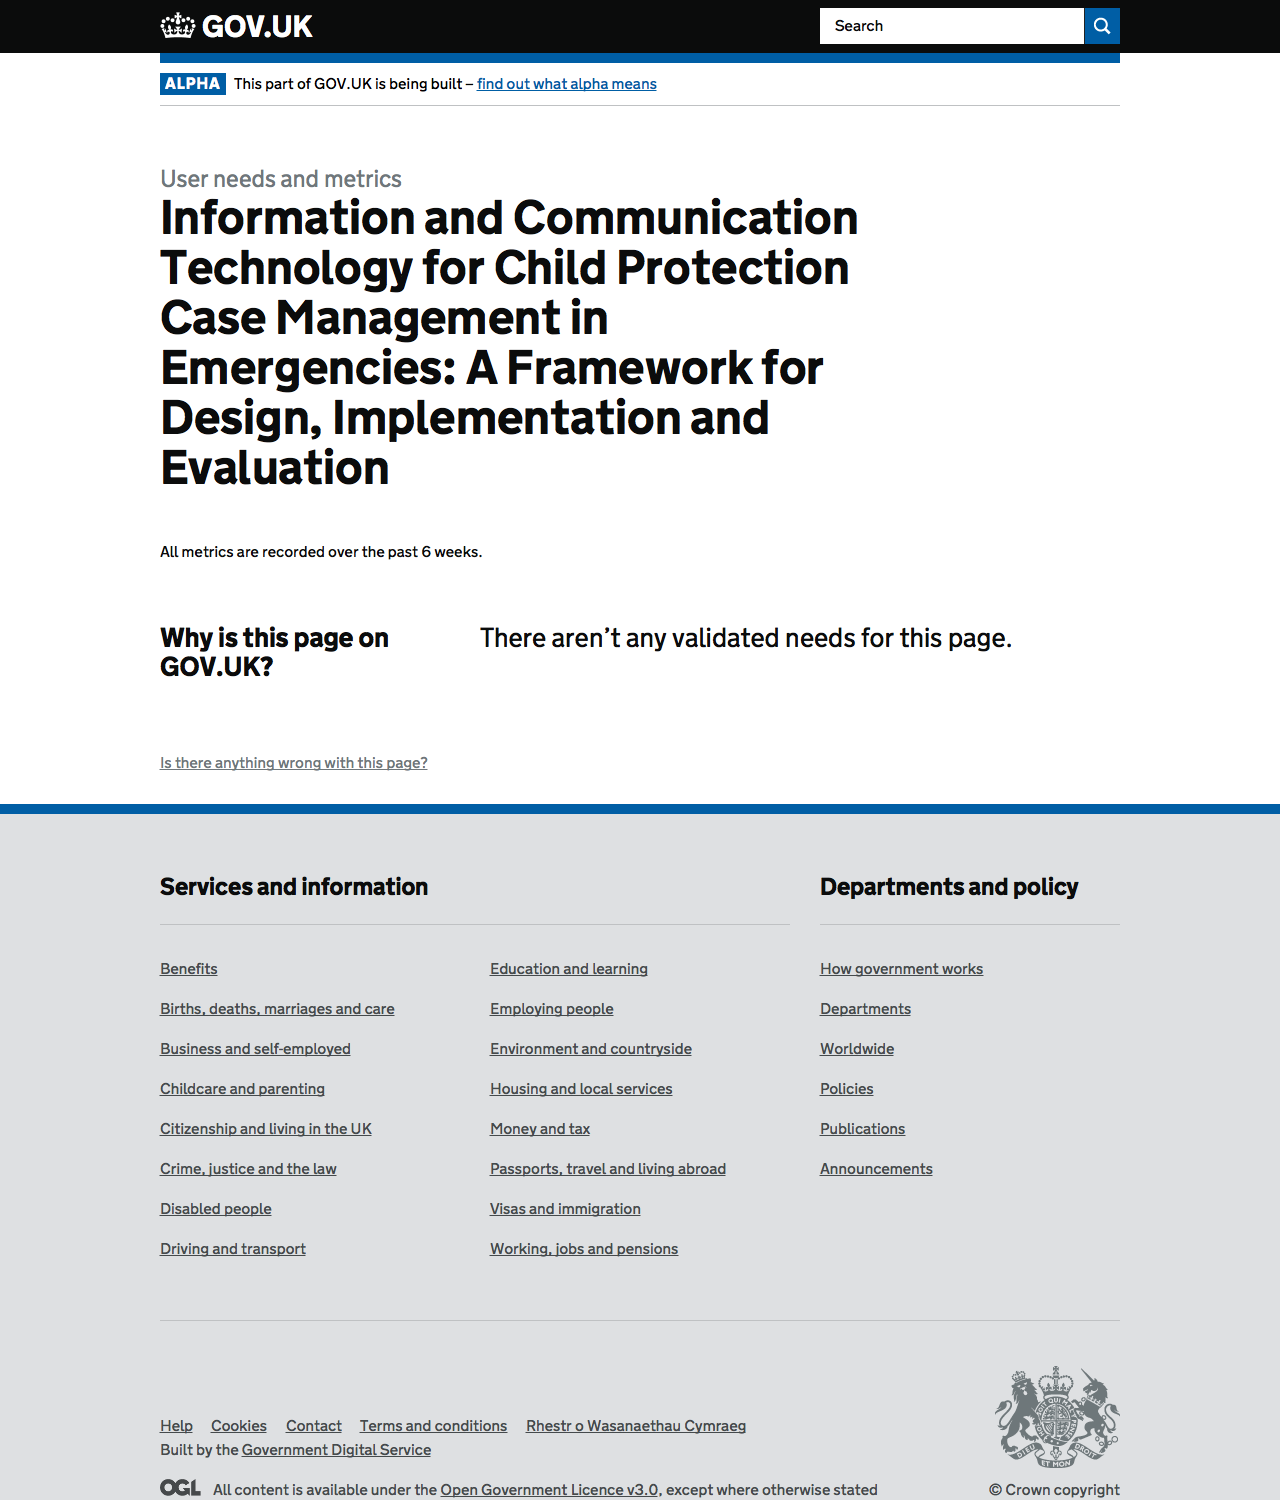 GOV.UK
Search
ALPHA This part of GOV.UK is being built – find out what alpha means
User needs and metrics
Information and Communication
Technology for Child Protection
Case Management in
Emergencies: A Framework for
Design, Implementation and
Evaluation
All metrics are recorded over the past 6 weeks.
Why is this page on
GOV.UK?
There aren’t any validated needs for this page.
Is there anything wrong with this page?
Services and information
Benefits
Births, deaths, marriages and care
Business and self-employed
Childcare and parenting
Citizenship and living in the UK
Crime, justice and the law
Disabled people
Driving and transport
Education and learning
Employing people
Environment and countryside
Housing and local services
Money and tax
Passports, travel and living abroad
Visas and immigration
Working, jobs and pensions
Departments and policy
How government works
Departments
Worldwide
Policies
Publications
Announcements
Help Cookies Contact Terms and conditions Rhestr o Wasanaethau Cymraeg
Built by the Government Digital Service
OGL All content is available under the Open Government Licence v3.0, except where otherwise stated
DIEU ET MON DROIT
© Crown copyright